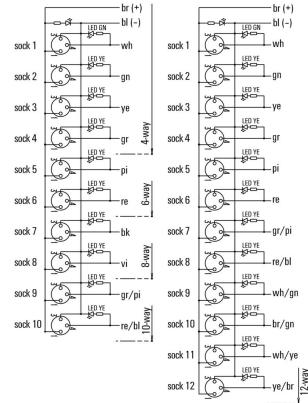 br (+)
bl (−)
LED GN
sock 1
wh
LED YE
sock 2
gn
LED YE
sock 3
ye
LED YE
sock 4
gr
4-way
LED YE
sock 5
pi
LED YE
sock 6
re
6-way
LED YE
sock 7
bk
LED YE
sock 8
vi
8-way
LED YE
sock 9
gr/pi
LED YE
sock 10
re/bl
10-way
br (+)
bl (−)
LED GN
sock 1
wh
LED YE
sock 2
gn
LED YE
sock 3
ye
LED YE
sock 4
gr
LED YE
sock 5
pi
LED YE
sock 6
re
LED YE
sock 7
gr/pi
LED YE
sock 8
re/bl
LED YE
sock 9
wh/gn
LED YE
sock 10
br/gn
LED YE
sock 11
wh/ye
LED YE
sock 12
ye/br
12-way